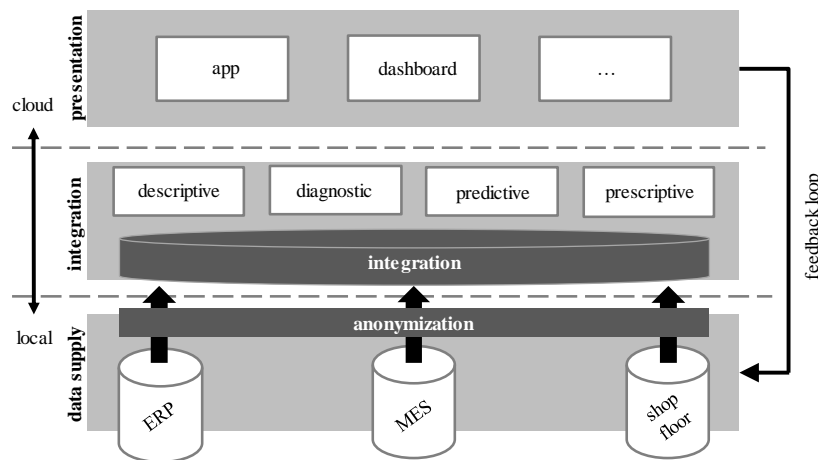 presentation
app
dashboard
...
cloud
integration
descriptive
diagnostic
predictive
prescriptive
integration
feedback loop
local
data supply
anonymization
ERP
MES
shop
floor